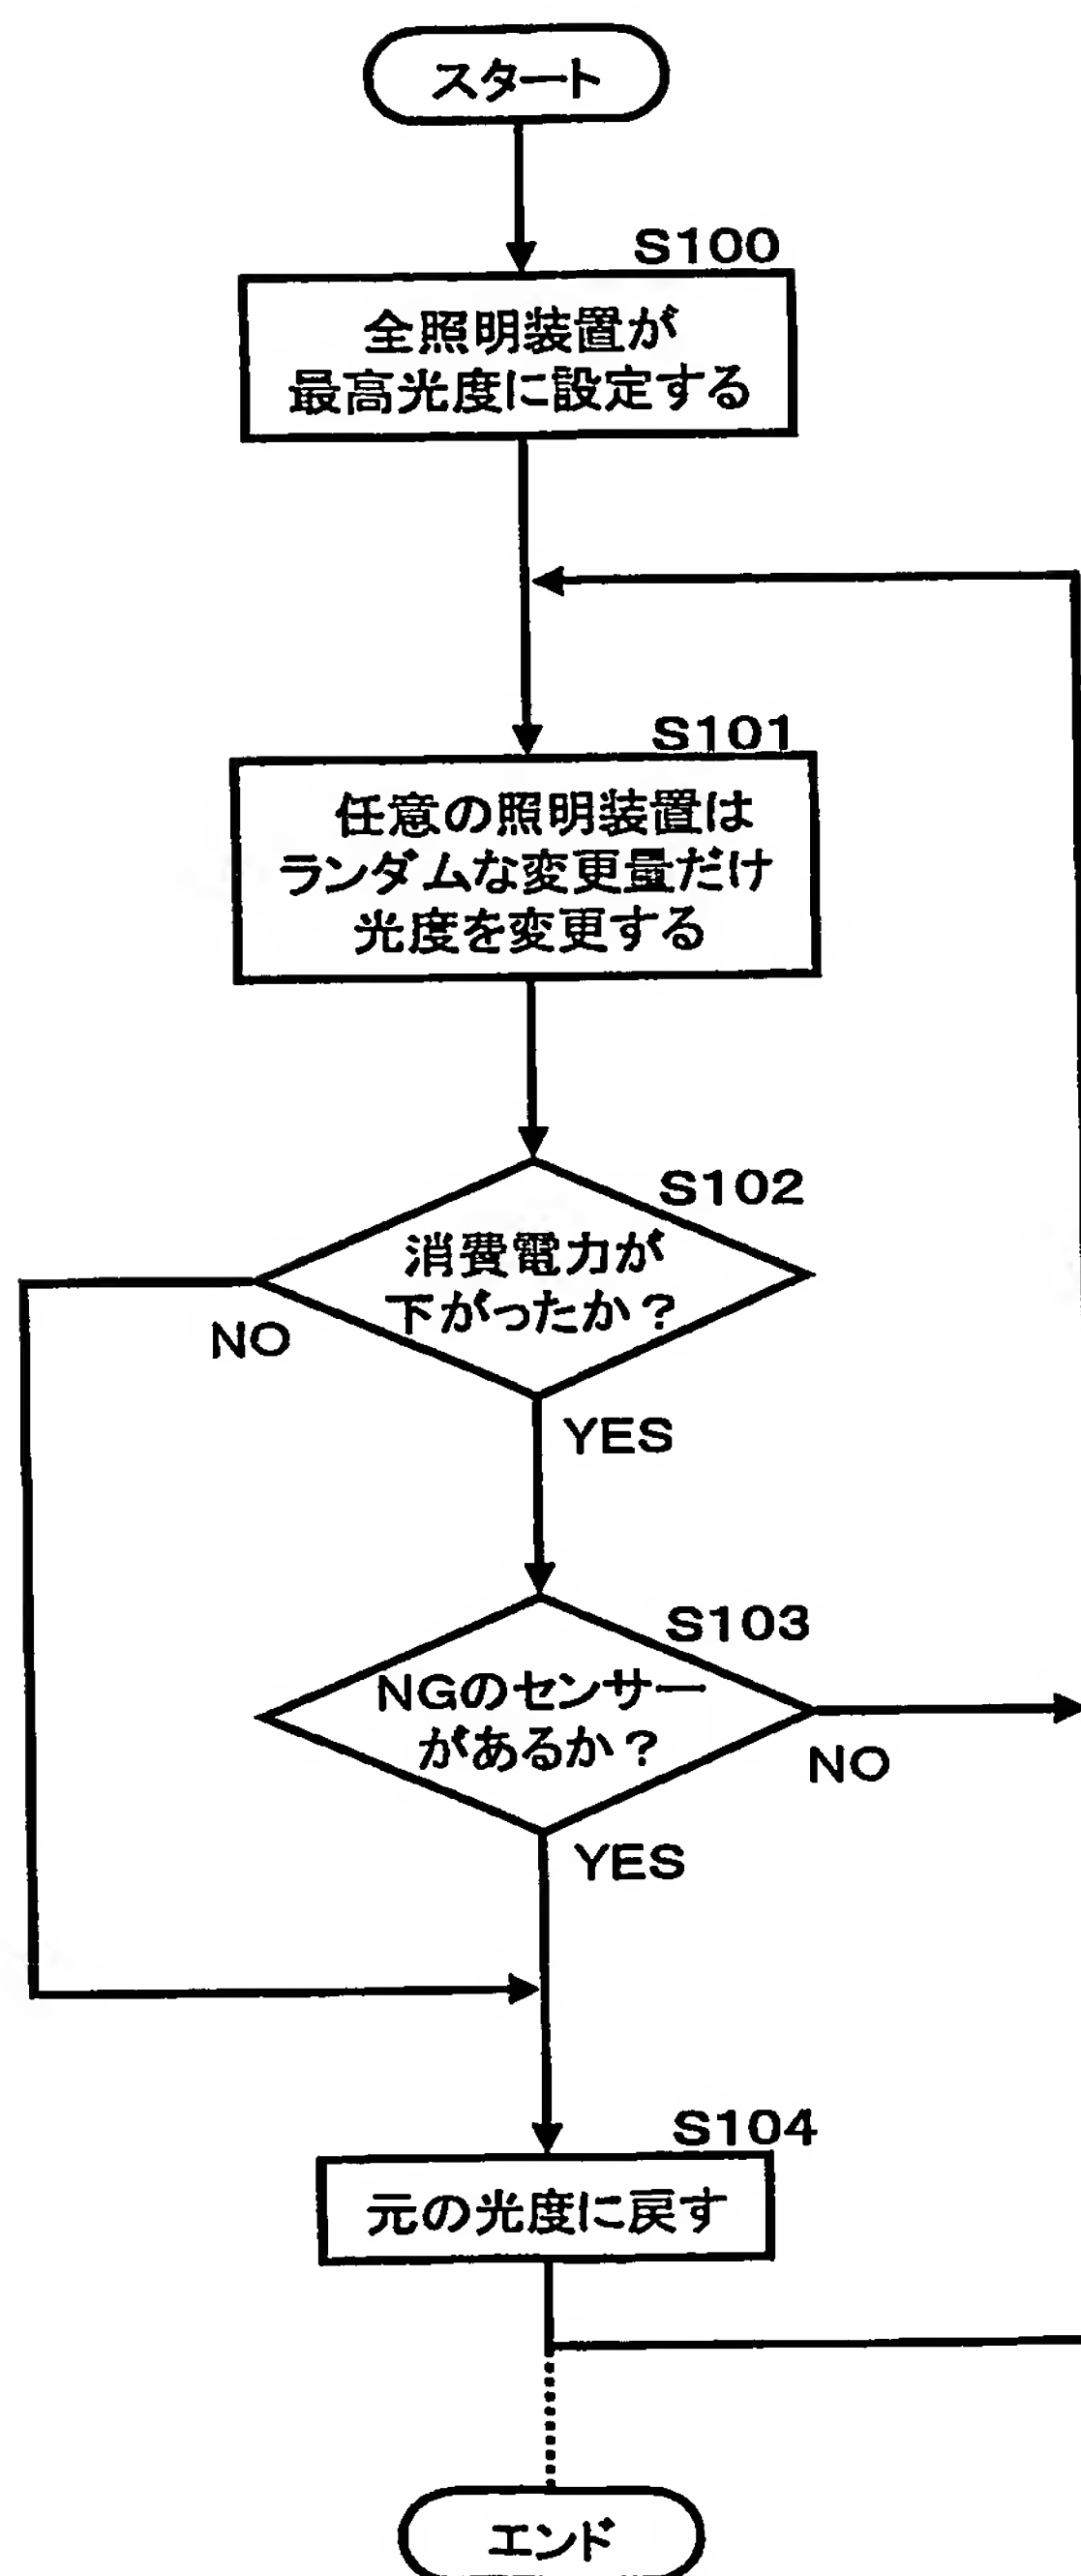 スタート
S100
全照明装置が
最高光度に設定する
S101
任意の照明装置は
ランダムな変更量だけ
光度を変更する
S102
消費電力が
下がったか？
NO
YES
S103
NGのセンサー
があるか？
NO
YES
S104
元の光度に戻す
エンド